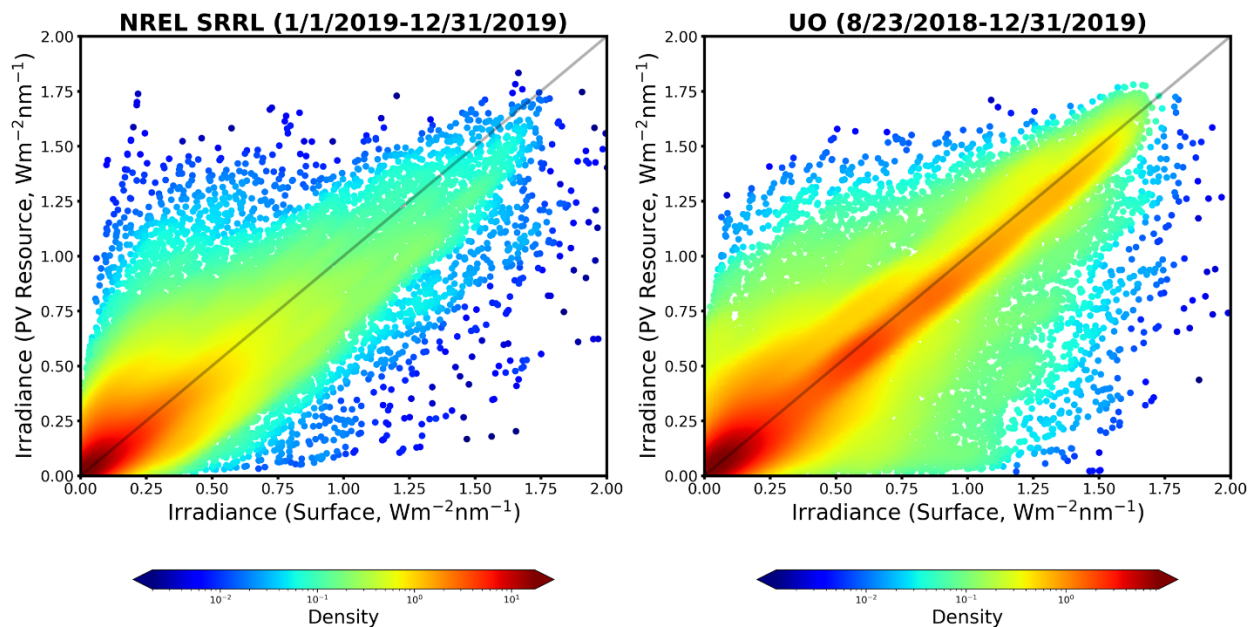 NREL SRRL (1/1/2019-12/31/2019)
2.00
1.75
1.50
1.25
1.00
0.75
0.50
0.25
0.00
Irradiance (PV Resource, Wm⁻²nm⁻¹)
0.00 0.25 0.50 0.75 1.00 1.25 1.50 1.75 2.00
Irradiance (Surface, Wm⁻²nm⁻¹)
10⁻² 10⁻¹ 10⁰ 10¹
Density
UO (8/23/2018-12/31/2019)
2.00
1.75
1.50
1.25
1.00
0.75
0.50
0.25
0.00
Irradiance (PV Resource, Wm⁻²nm⁻¹)
0.00 0.25 0.50 0.75 1.00 1.25 1.50 1.75 2.00
Irradiance (Surface, Wm⁻²nm⁻¹)
10⁻² 10⁻¹ 10⁰
Density